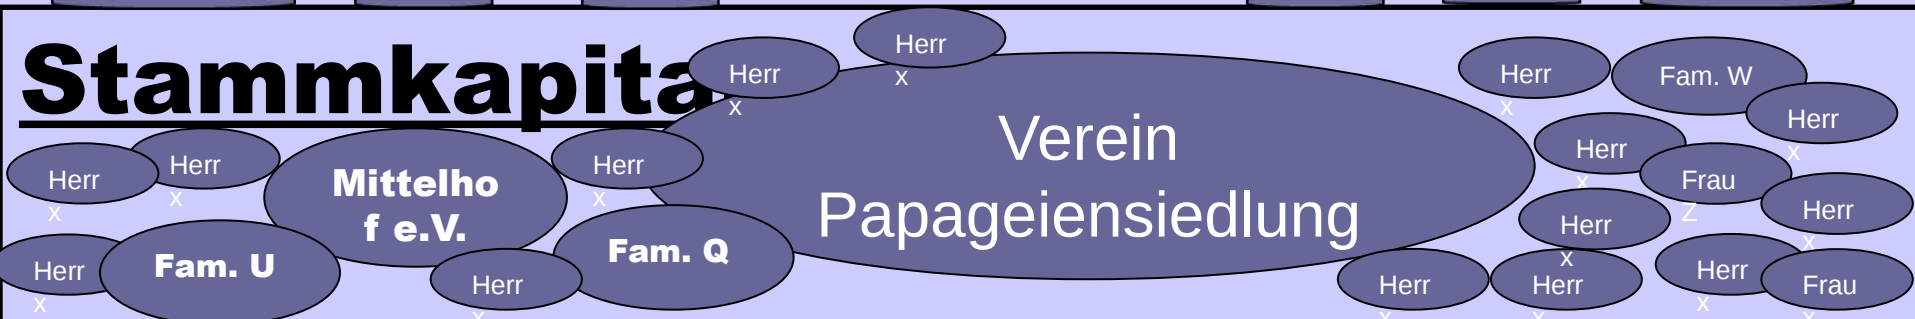 Stammkapita
Herr
x
Herr
x
Verein
Papageiensiedlung
Herr
x
Fam. W
Herr
x
Herr
x
Herr
x
Mittelho
f e.V.
Herr
x
Herr
x
Frau
Z
Herr
x
Herr
x
Herr
x
Fam. U
Herr
x
Fam. Q
Herr
x
Herr
x
Herr
x
Frau
x